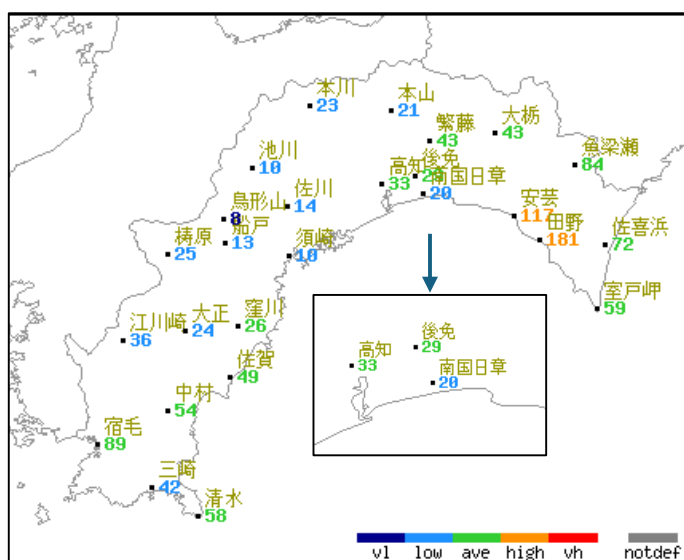 本川
23
本山
21
繁藤
43
大栃
43
魚梁瀬
84
池川
10
高知
33
後免
29
南国日章
20
佐川
14
鳥形山
8
船戸
13
安芸
117
田野
181
佐喜浜
72
梼原
25
須崎
10
室戸岬
59
江川崎
36
大正
24
窪川
26
佐賀
49
中村
54
宿毛
89
三崎
42
清水
58
後免
29
高知
33
南国日章
20
vl low ave high vh notdef